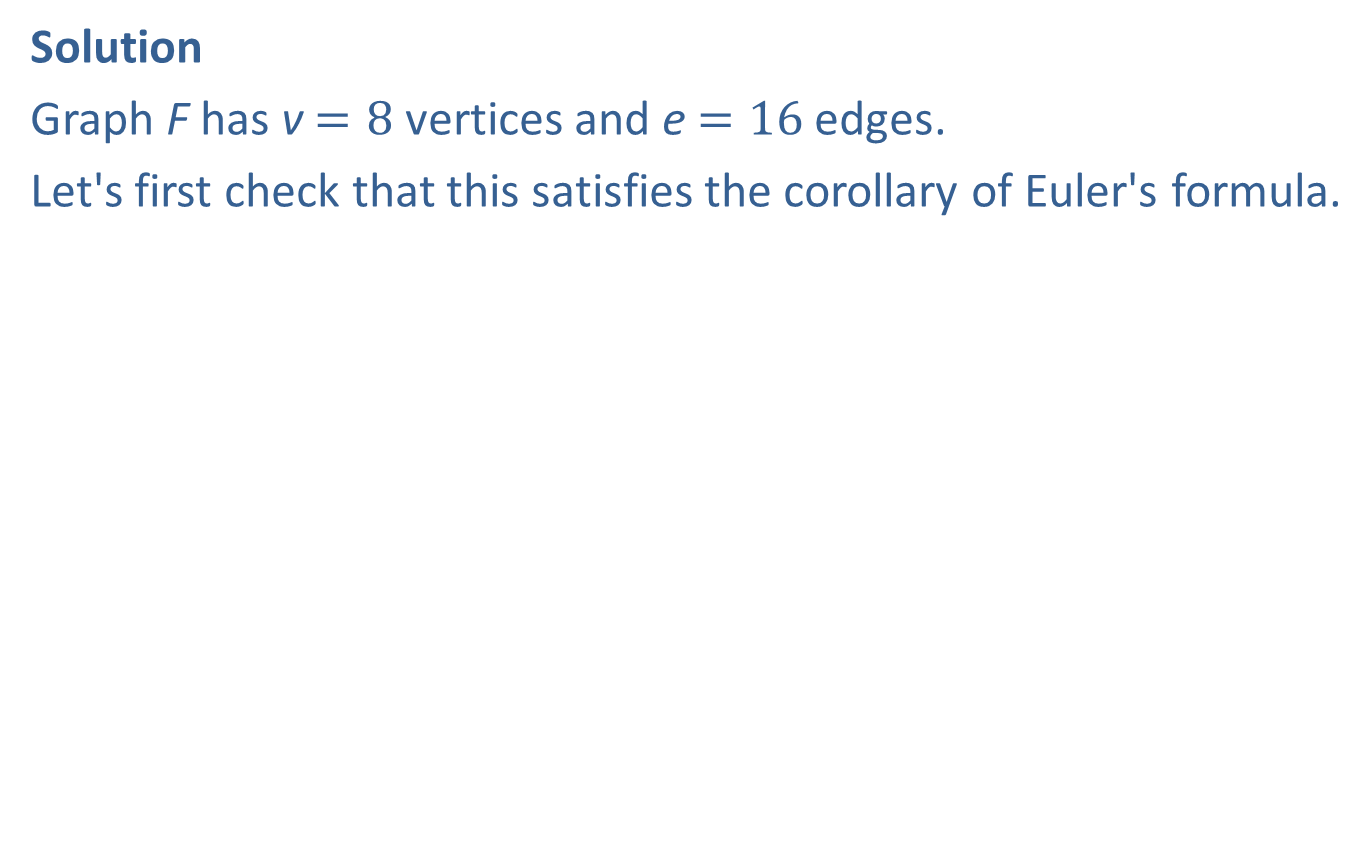 Solution
Graph F has v = 8 vertices and e = 16 edges.
Let's first check that this satisfies the corollary of Euler's formula.